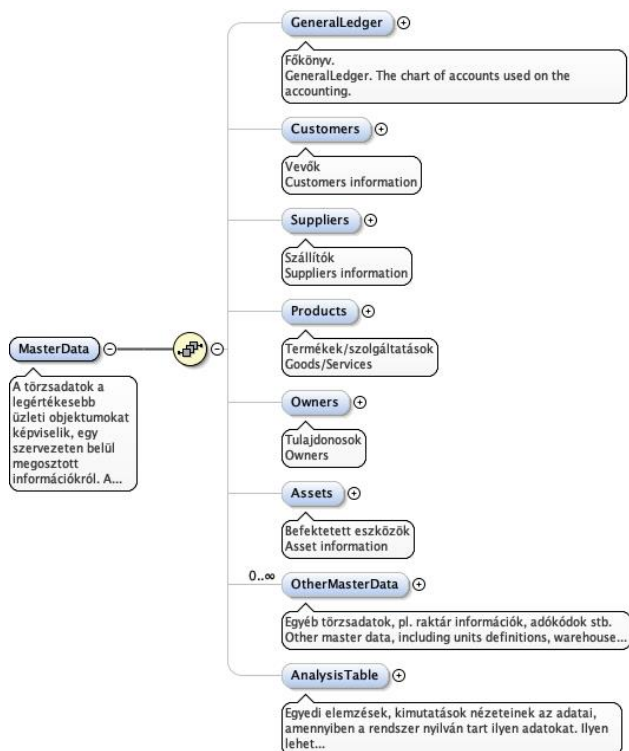 GeneralLedger
Főkönyv.
GeneralLedger. The chart of accounts used on the
accounting.
Customers
Vevők
Customers information
Suppliers
Szállítók
Suppliers information
Products
Termékek/szolgáltatások
Goods/Services
MasterData
A törzsadatok a
legértékesebb
üzleti objektumokat
képviselik, egy
szervezeten belül
megosztott
információkról. A...
Owners
Tulajdonosok
Owners
Assets
Befektetett eszközök
Asset information
0..∞
OtherMasterData
Egyéb törzsadatok, pl. raktár információk, adókódok stb.
Other master data, including units definitions, warehouse...
AnalysisTable
Egyedi elemzések, kimutatások nézeteinek az adatai,
amennyiben a rendszer nyilván tart ilyen adatokat. Ilyen
lehet...